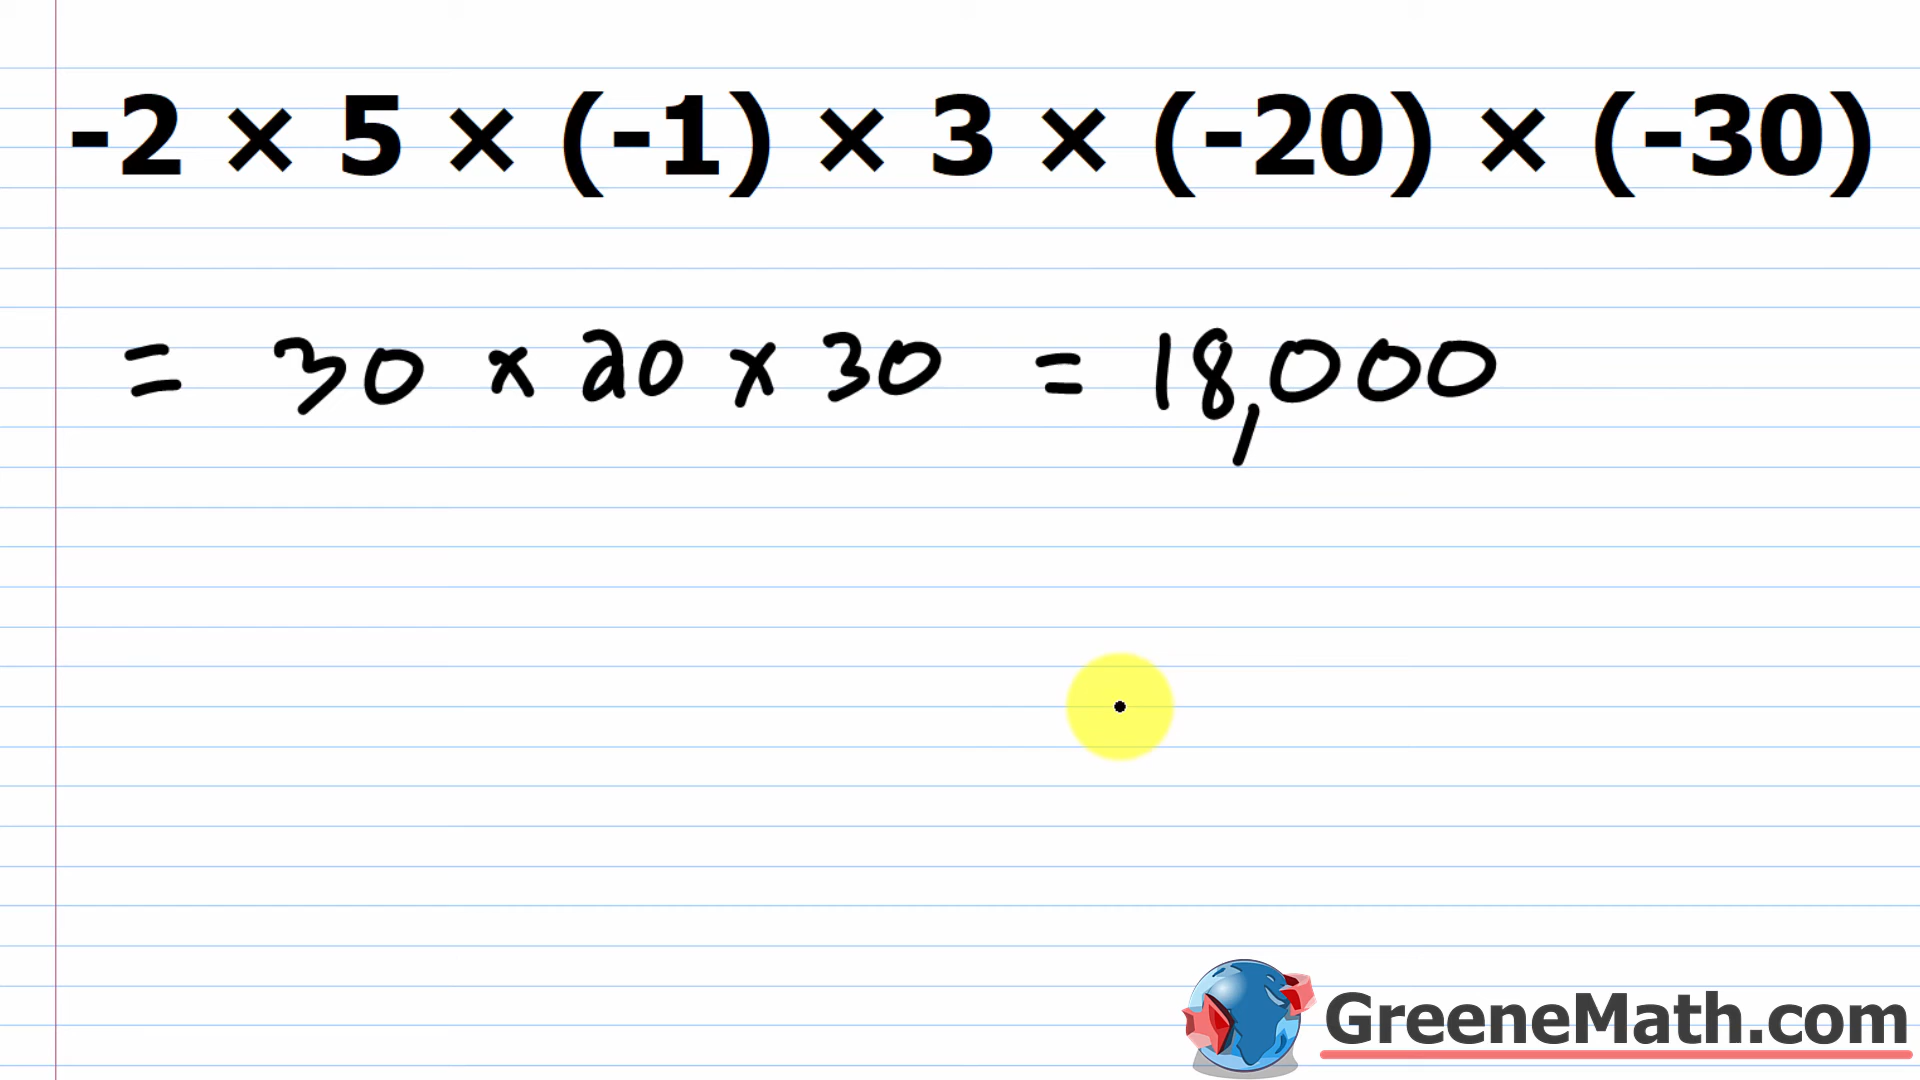 -2 × 5 × (-1) × 3 × (-20) × (-30)
= 30 × 20 × 30 = 18,000
GreeneMath.com